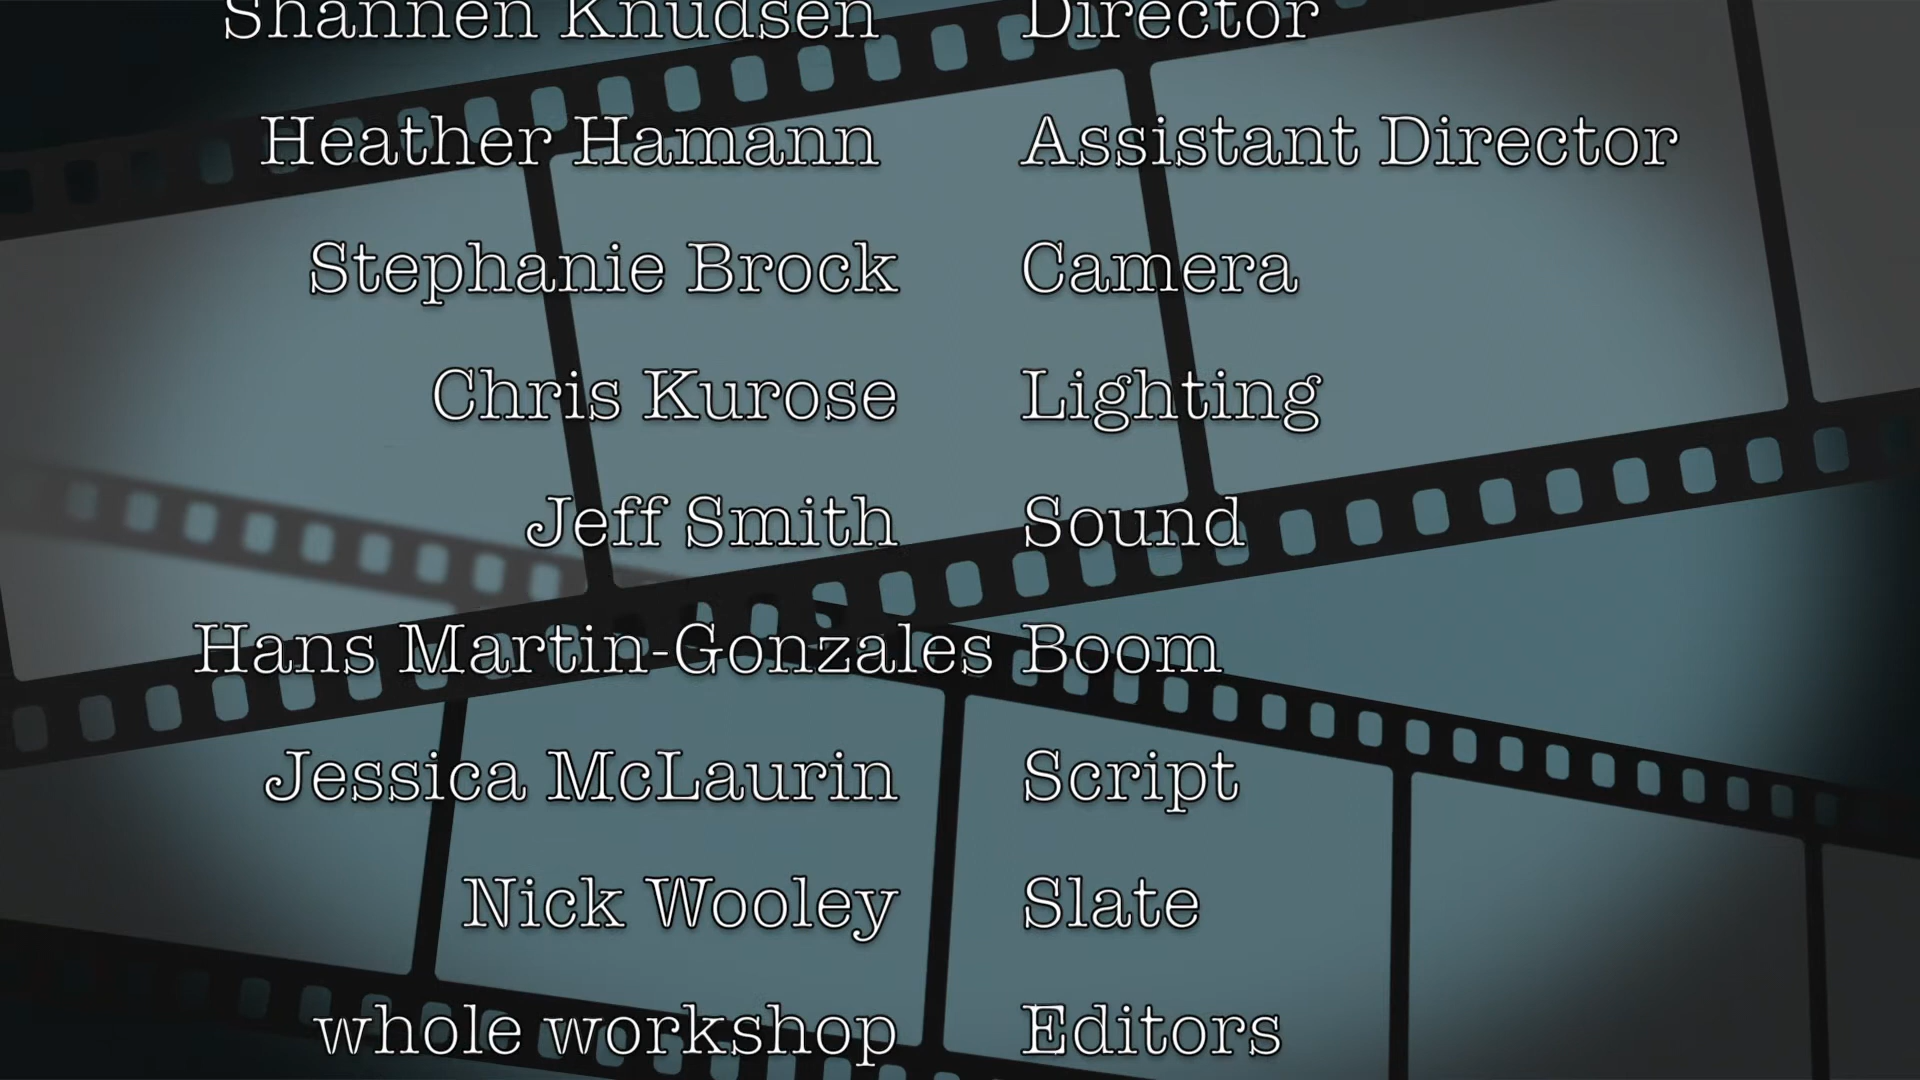 Shannen Knudsen Director
Heather Hamann Assistant Director
Stephanie Brock Camera
Chris Kurose Lighting
Jeff Smith Sound
Hans Martin-Gonzales Boom
Jessica McLaurin Script
Nick Wooley Slate
whole workshop Editors